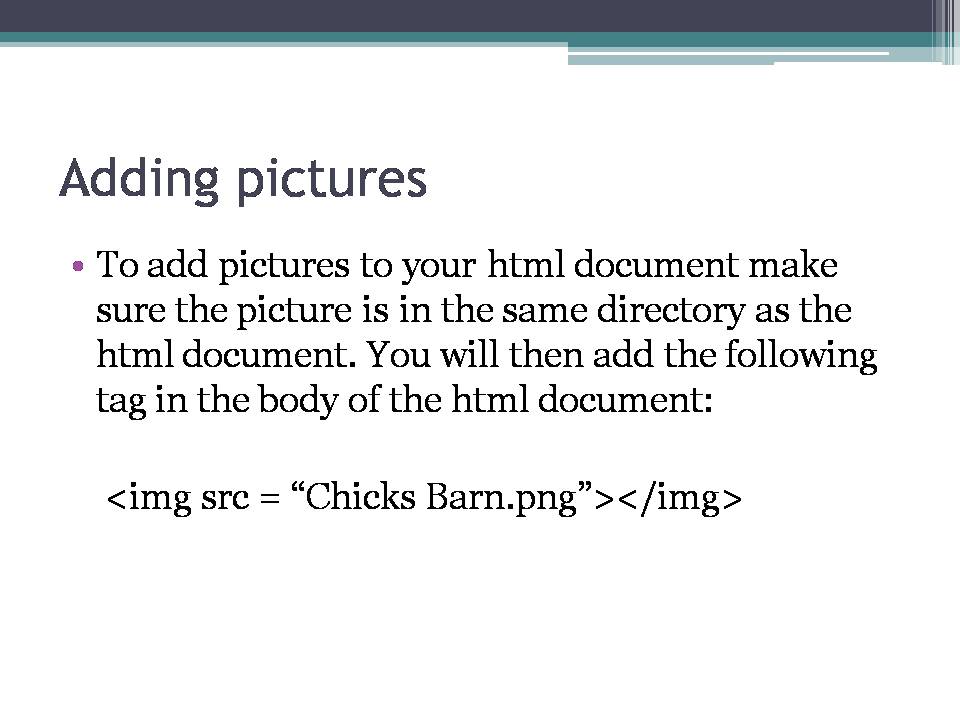 Adding pictures
• To add pictures to your html document make
sure the picture is in the same directory as the
html document. You will then add the following
tag in the body of the html document:
<img src = “Chicks Barn.png”></img>